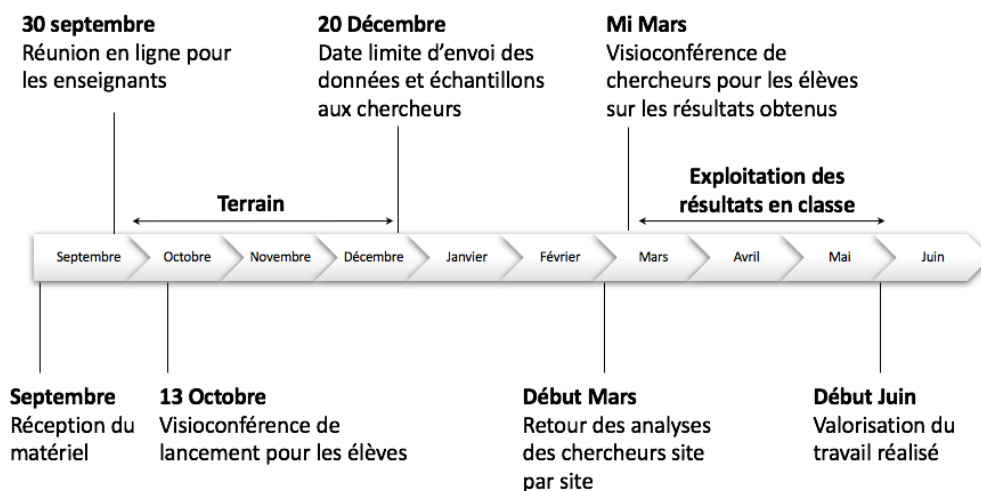 30 septembre
Réunion en ligne pour
les enseignants
20 Décembre
Date limite d'envoi des
données et échantillons
aux chercheurs
Mi Mars
Visioconférence de
chercheurs pour les élèves
sur les résultats obtenus
Terrain
Exploitation des
résultats en classe
Septembre
Octobre
Novembre
Décembre
Janvier
Février
Mars
Avril
Mai
Juin
Septembre
Réception du
matériel
13 Octobre
Visioconférence de
lancement pour les élèves
Début Mars
Retour des analyses
des chercheurs site
par site
Début Juin
Valorisation du
travail réalisé